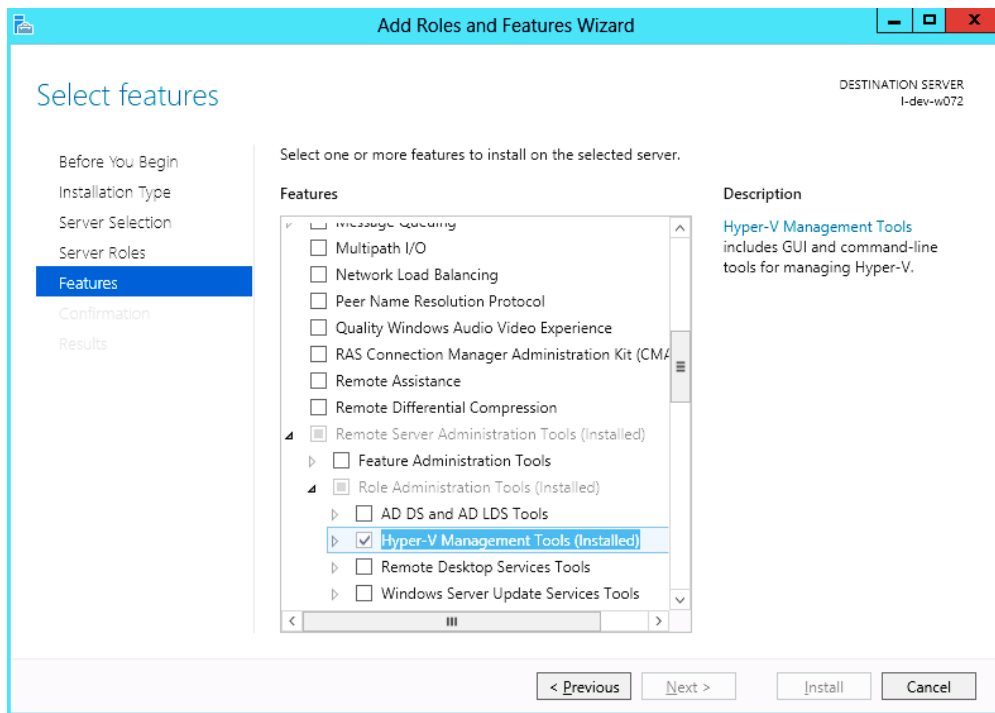 Add Roles and Features Wizard
Select features
DESTINATION SERVER
l-dev-w072
Before You Begin
Installation Type
Server Selection
Server Roles
Features
Confirmation
Results
Select one or more features to install on the selected server.
Features
Message Queuing
Multipath I/O
Network Load Balancing
Peer Name Resolution Protocol
Quality Windows Audio Video Experience
RAS Connection Manager Administration Kit (CMA
Remote Assistance
Remote Differential Compression
Remote Server Administration Tools (Installed)
Feature Administration Tools
Role Administration Tools (Installed)
AD DS and AD LDS Tools
Hyper-V Management Tools (Installed)
Remote Desktop Services Tools
Windows Server Update Services Tools
Description
Hyper-V Management Tools
includes GUI and command-line
tools for managing Hyper-V.
< Previous
Next >
Install
Cancel